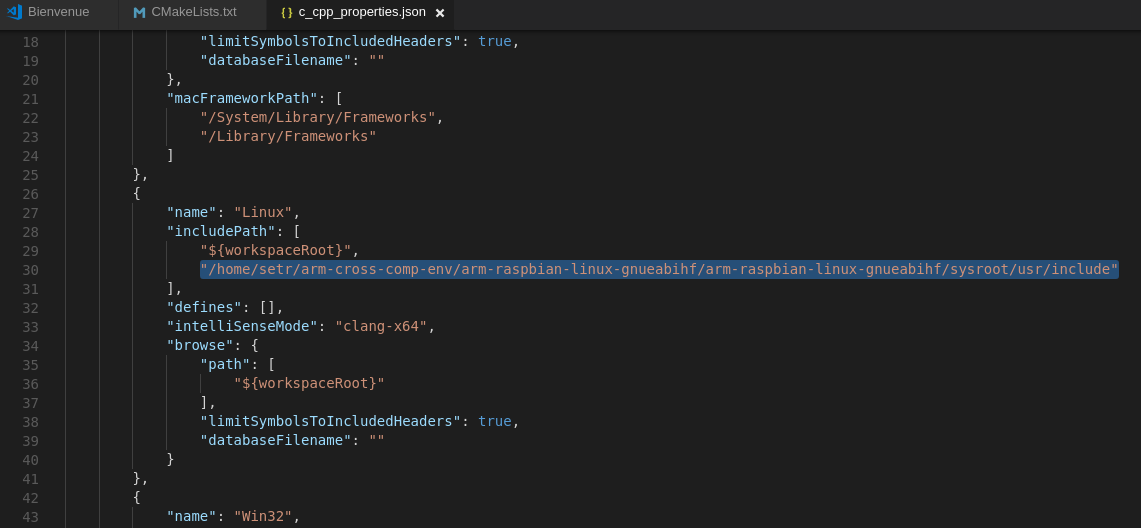 Bienvenue CMakeLists.txt { } c_cpp_properties.json ×
18 "limitSymbolsToIncludedHeaders": true,
19 "databaseFilename": ""
20 },
21 "macFrameworkPath": [
22 "/System/Library/Frameworks",
23 "/Library/Frameworks"
24 ]
25 },
26 {
27 "name": "Linux",
28 "includePath": [
29 "${workspaceRoot}",
30 "/home/setr/arm-cross-comp-env/arm-raspbian-linux-gnueabihf/arm-raspbian-linux-gnueabihf/sysroot/usr/include"
31 ],
32 "defines": [],
33 "intelliSenseMode": "clang-x64",
34 "browse": {
35 "path": [
36 "${workspaceRoot}"
37 ],
38 "limitSymbolsToIncludedHeaders": true,
39 "databaseFilename": ""
40 }
41 },
42 {
43 "name": "Win32",